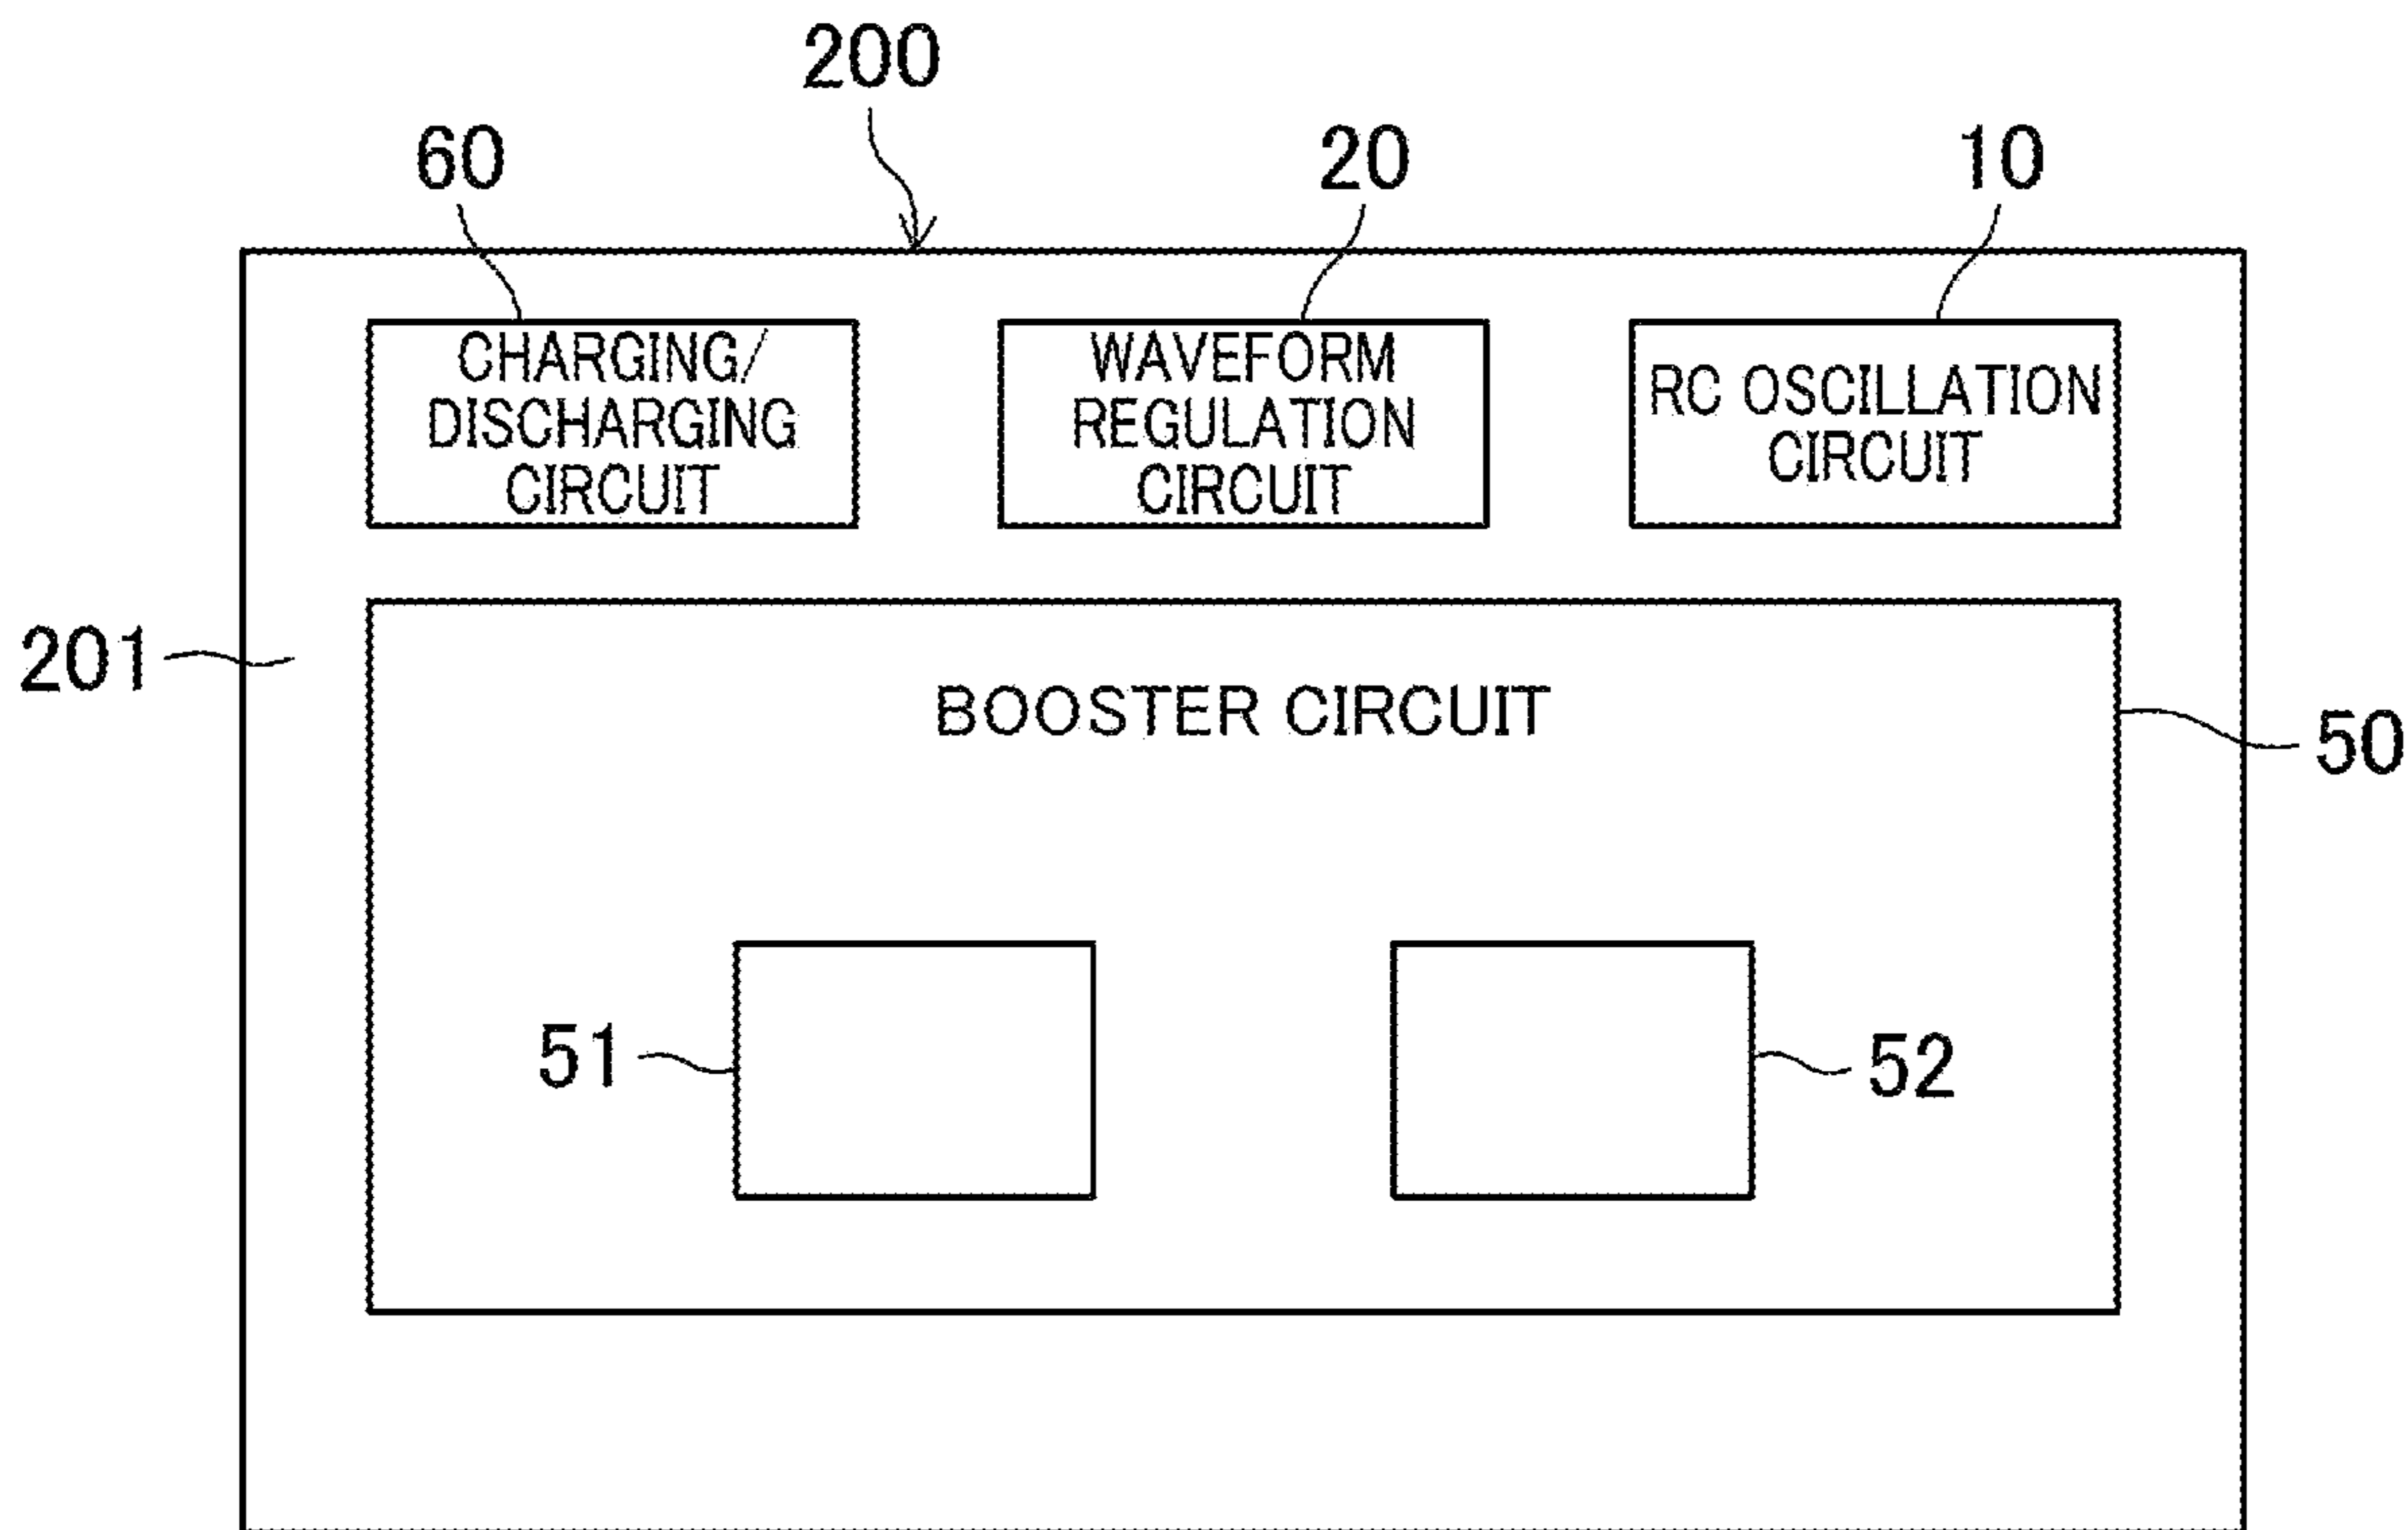 200
60
20
10
CHARGING/
DISCHARGING
CIRCUIT
WAVEFORM
REGULATION
CIRCUIT
RC OSCILLATION
CIRCUIT
201
BOOSTER CIRCUIT
50
51
52